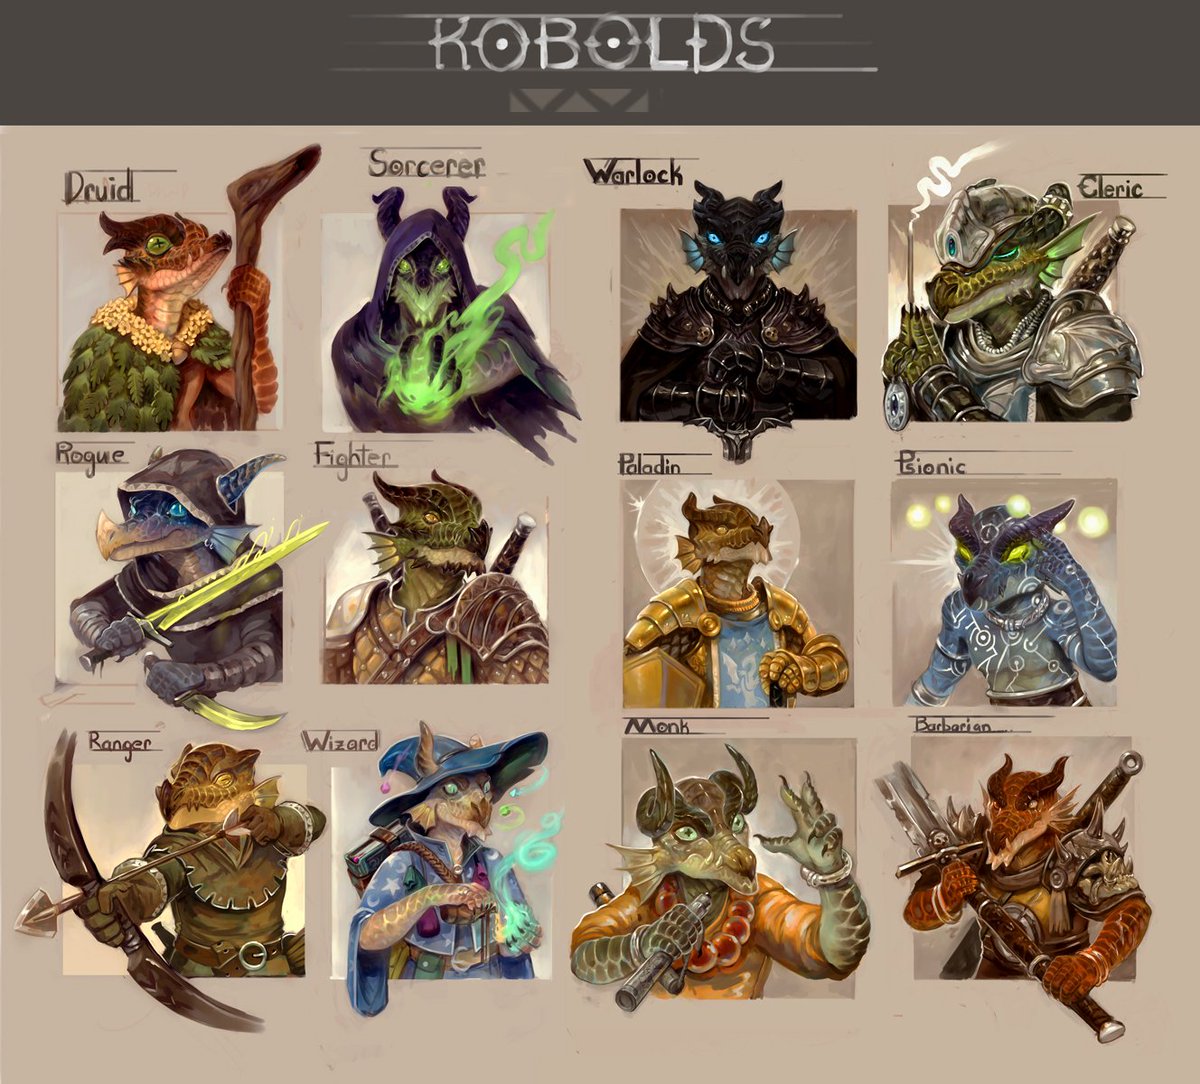 KOBOLDS
Druid
Sorcerer
Warlock
Cleric
Rogue
Fighter
Paladin
Psionic
Ranger
Wizard
Monk
Barbarian